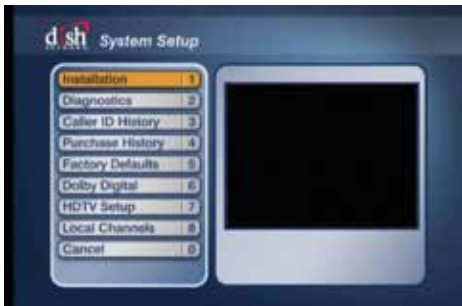 dish
NETWORK
System Setup
Installation 1
Diagnostics 2
Caller ID History 3
Purchase History 4
Factory Defaults 5
Dolby Digital 6
HDTV Setup 7
Local Channels 8
Cancel 0